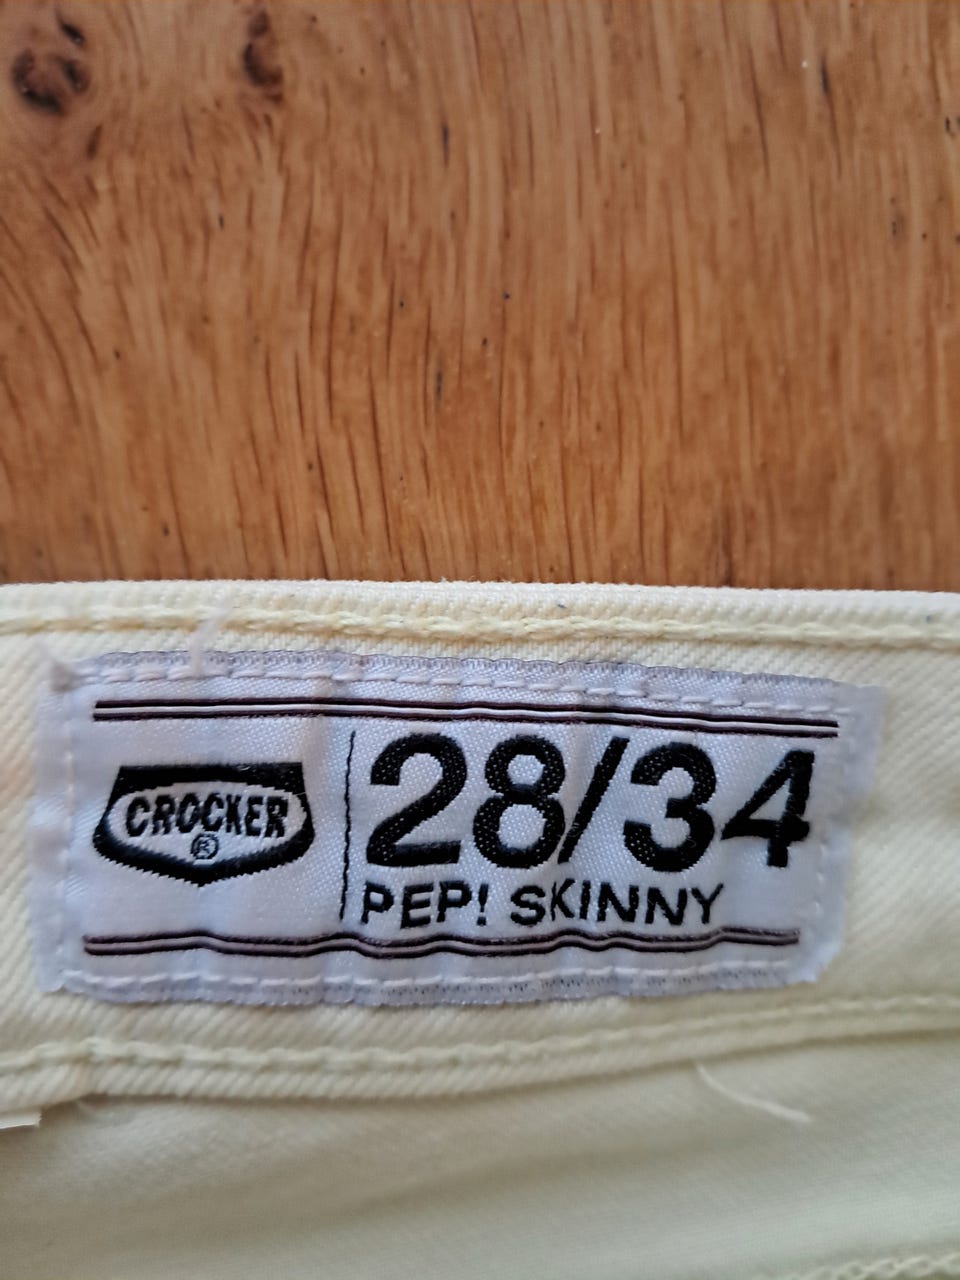 CROCKER
®
28/34
PEP! SKINNY